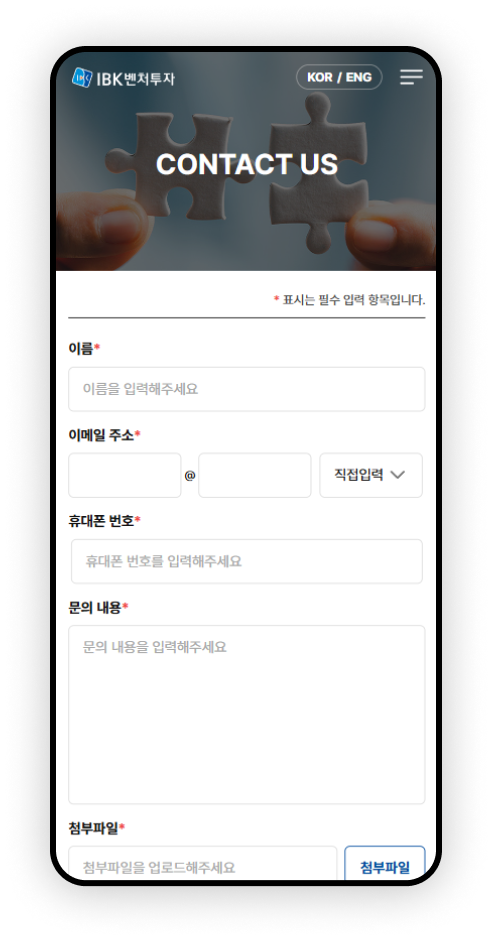 IBK벤처투자
KOR / ENG
CONTACT US
* 표시는 필수 입력 항목입니다.
이름*
이름을 입력해주세요
이메일 주소*
@ 직접입력
휴대폰 번호*
휴대폰 번호를 입력해주세요
문의 내용*
문의 내용을 입력해주세요
첨부파일*
첨부파일을 업로드해주세요 첨부파일